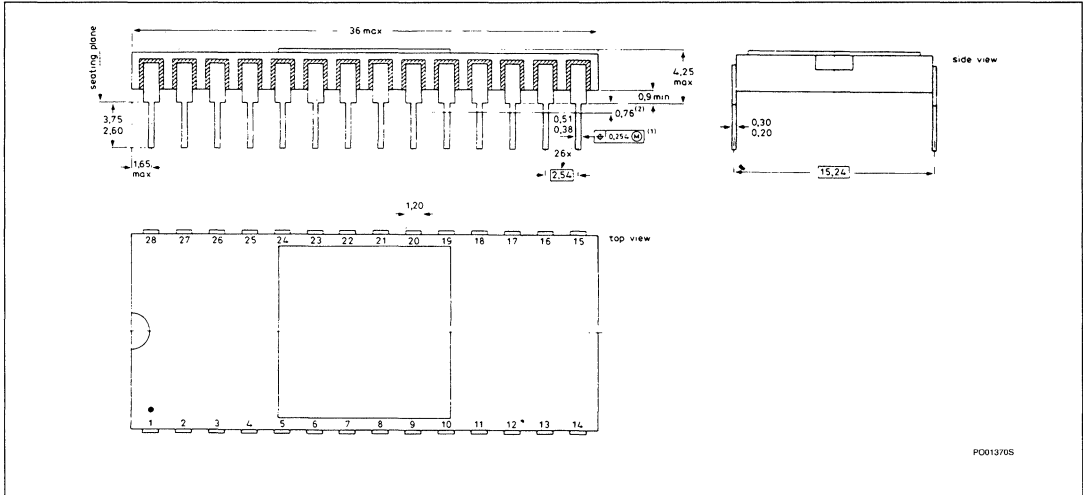 36 max
seating plane
side view
4,25
max
0,9 min
0,76 (2)
3,75
2,60
0,51
0,38
⌖ 0,254 Ⓜ (1)
0,30
0,20
26x
1,65
max
2,54
15,24
1,20
28 27 26 25 24 23 22 21 20 19 18 17 16 15
top view
1 2 3 4 5 6 7 8 9 10 11 12 13 14
PO01370S